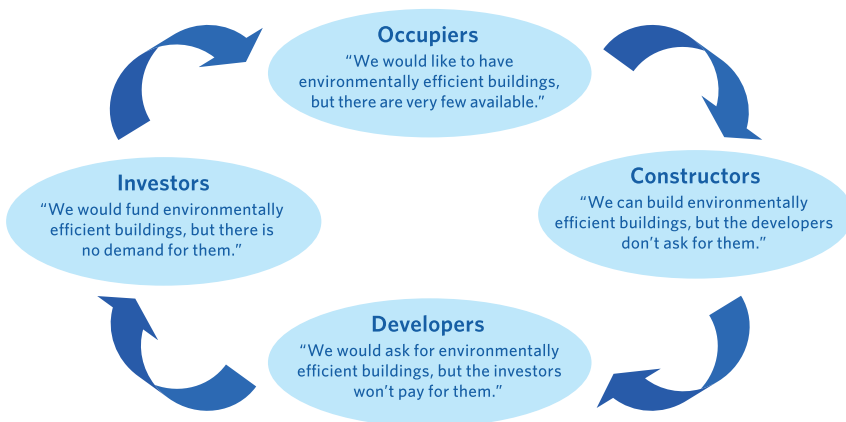 Occupiers
“We would like to have
environmentally efficient buildings,
but there are very few available.”
Constructors
“We can build environmentally
efficient buildings, but the developers
don’t ask for them.”
Developers
“We would ask for environmentally
efficient buildings, but the investors
won’t pay for them.”
Investors
“We would fund environmentally
efficient buildings, but there is
no demand for them.”